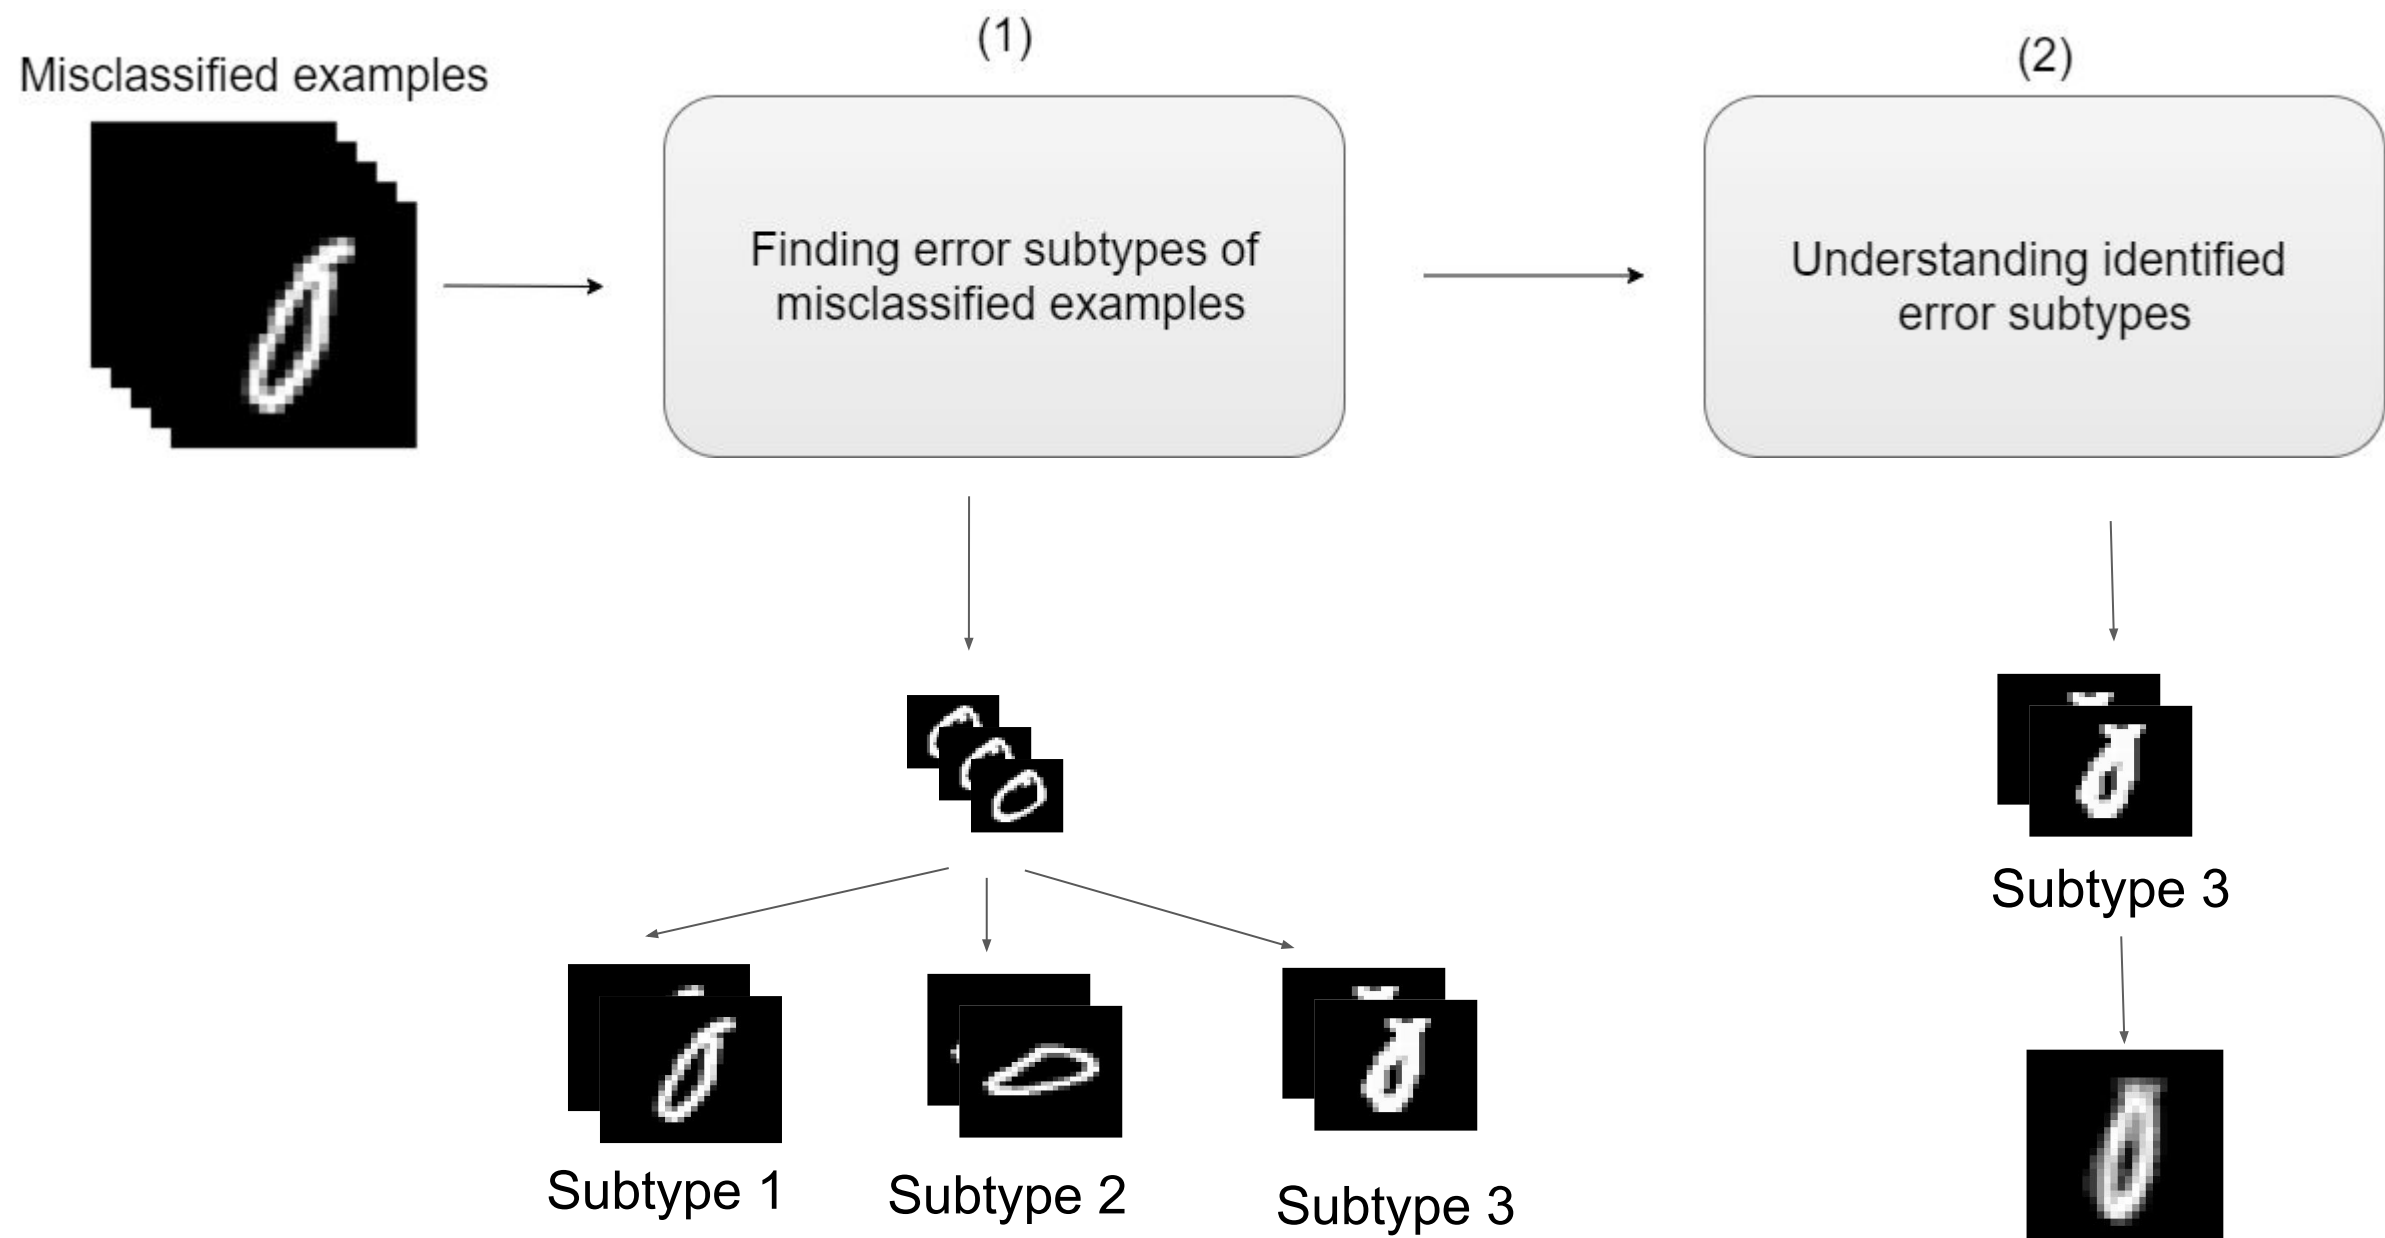 Misclassified examples
(1)
Finding error subtypes of
misclassified examples
(2)
Understanding identified
error subtypes
Subtype 1
Subtype 2
Subtype 3
Subtype 3